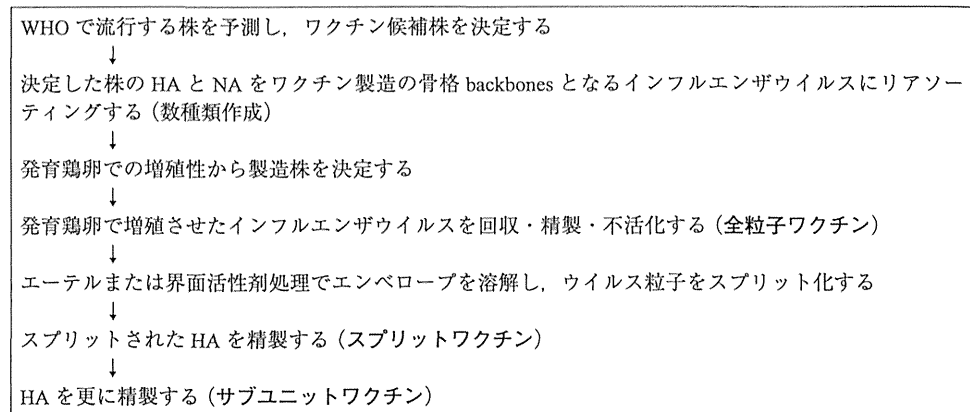 WHO で流行する株を予測し，ワクチン候補株を決定する
↓
決定した株の HA と NA をワクチン製造の骨格 backbones となるインフルエンザウイルスにリアソー
ティングする（数種類作成）
↓
発育鶏卵での増殖性から製造株を決定する
↓
発育鶏卵で増殖させたインフルエンザウイルスを回収・精製・不活化する（全粒子ワクチン）
↓
エーテルまたは界面活性剤処理でエンベロープを溶解し，ウイルス粒子をスプリット化する
↓
スプリットされた HA を精製する（スプリットワクチン）
↓
HA を更に精製する（サブユニットワクチン）